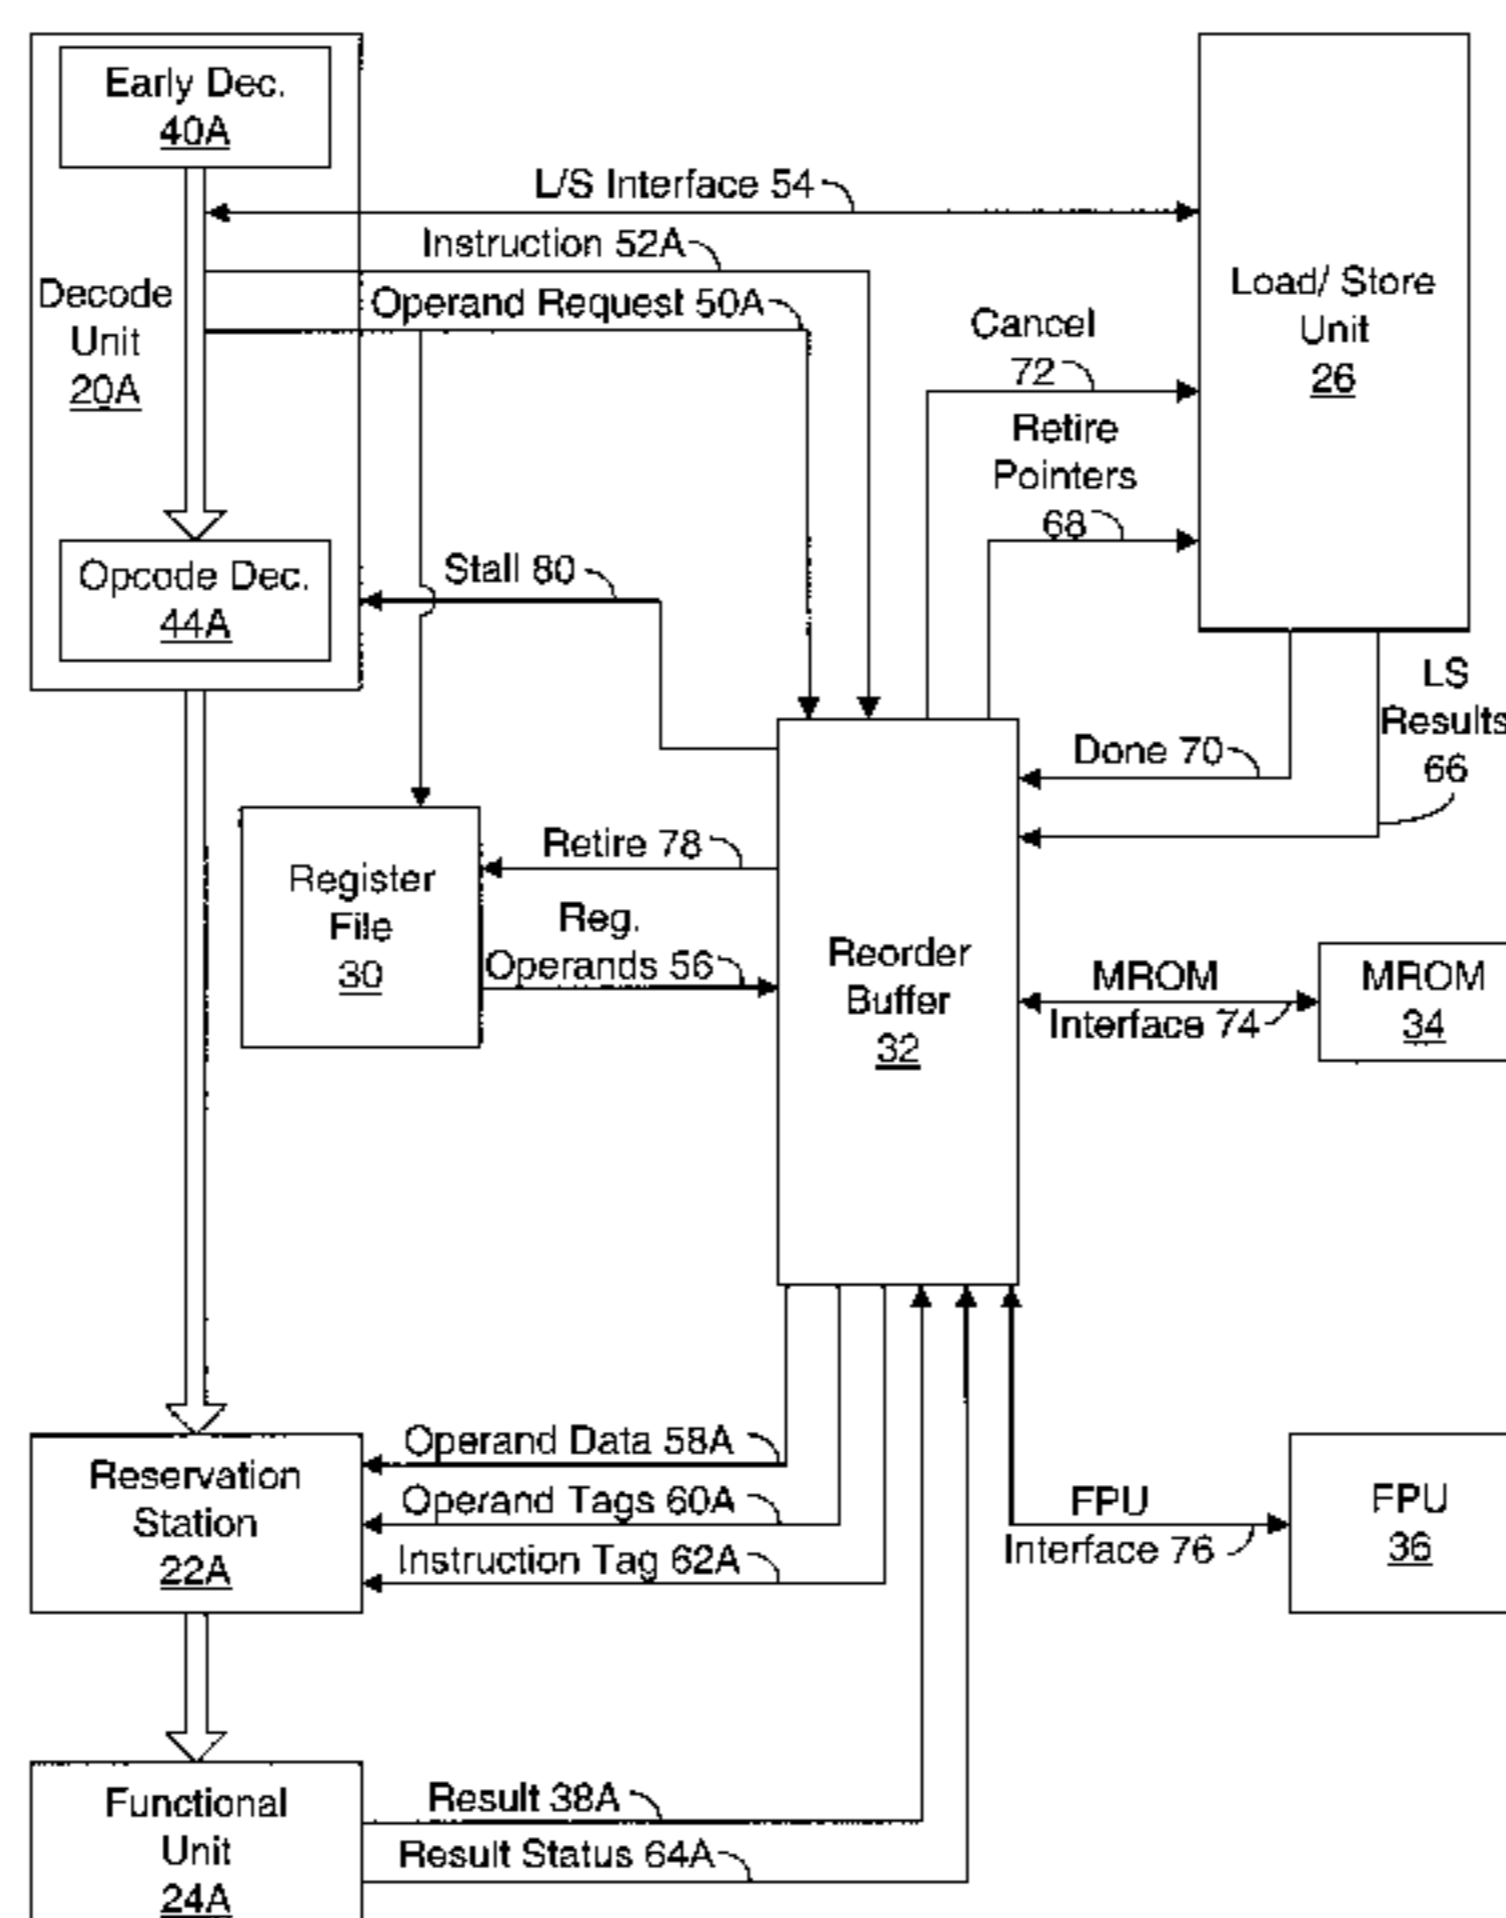 Early Dec.
40A
L/S Interface 54
Instruction 52A
Decode
Unit
20A
Operand Request 50A
Load/ Store
Unit
26
Cancel
72
Retire
Pointers
68
Opcode Dec.
44A
Stall 80
LS
Results
66
Done 70
Register
File
30
Retire 78
Reg.
Operands 56
Reorder
Buffer
32
MROM
Interface 74
MROM
34
Reservation
Station
22A
Operand Data 58A
Operand Tags 60A
Instruction Tag 62A
FPU
Interface 76
FPU
36
Functional
Unit
24A
Result 38A
Result Status 64A